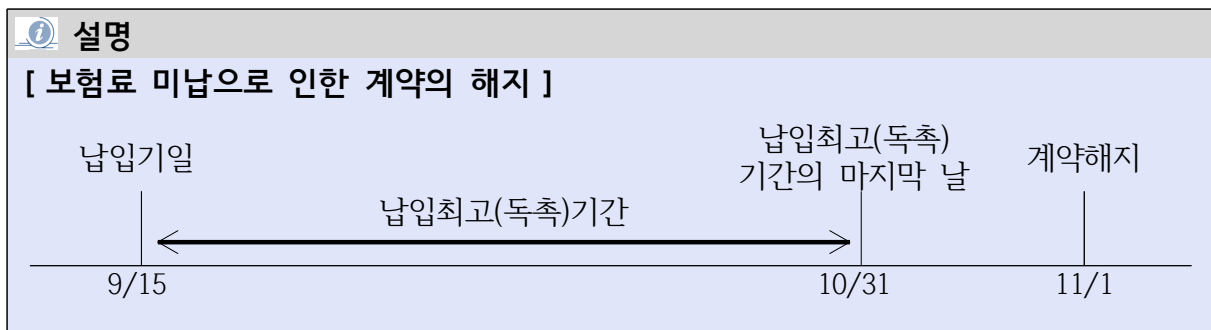 설명
[ 보험료 미납으로 인한 계약의 해지 ]
납입기일
납입최고(독촉)
기간의 마지막 날
계약해지
납입최고(독촉)기간
9/15
10/31
11/1